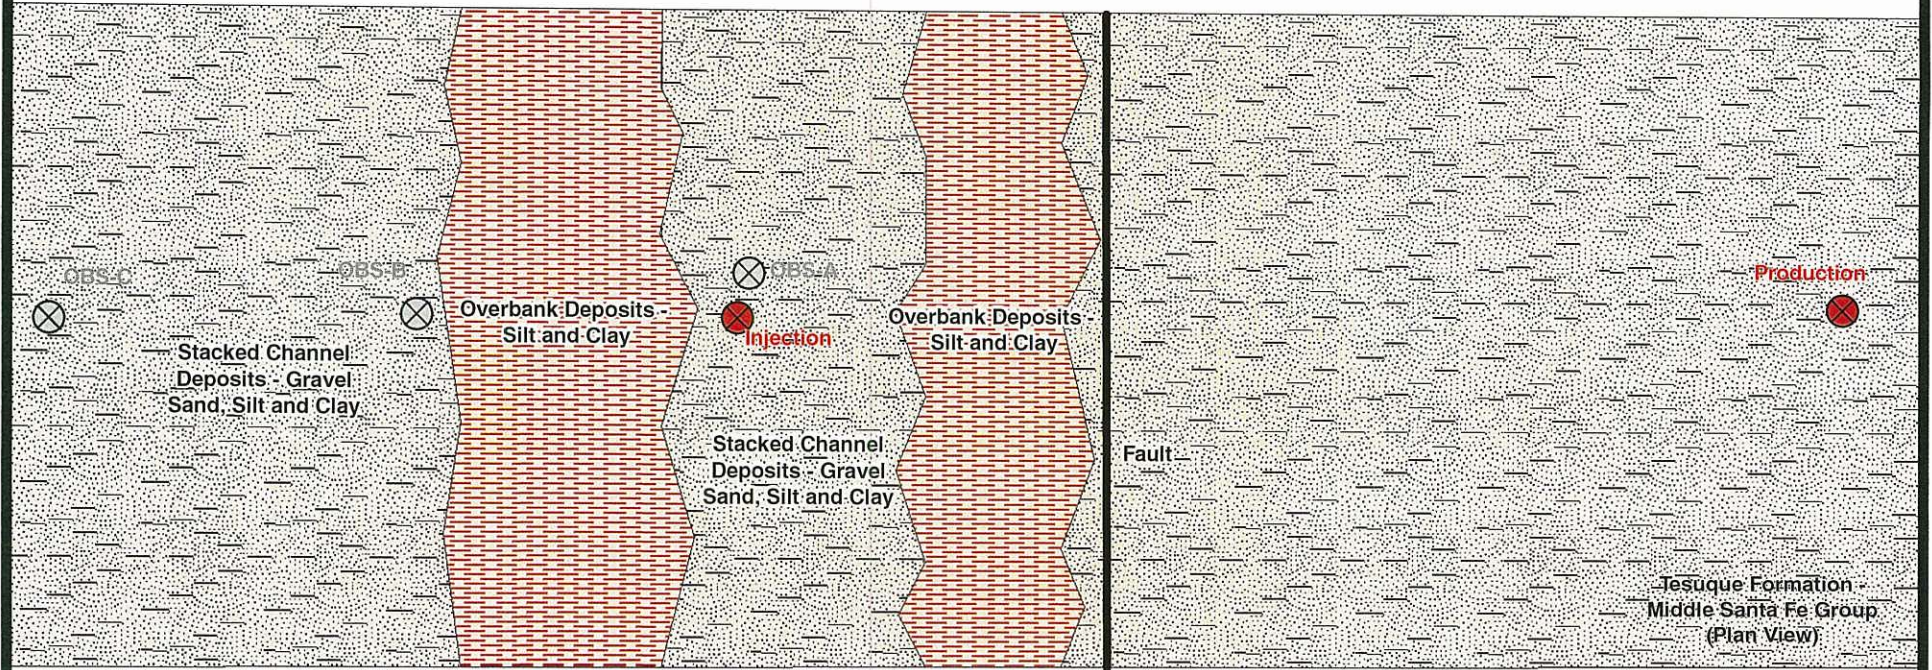 OBS-C
OBS-B
OBS-A
Production
Overbank Deposits -
Silt and Clay
Injection
Overbank Deposits -
Silt and Clay
Stacked Channel
Deposits - Gravel
Sand, Silt and Clay
Stacked Channel
Deposits - Gravel
Sand, Silt and Clay
Fault
Tesuque Formation -
Middle Santa Fe Group
(Plan View)